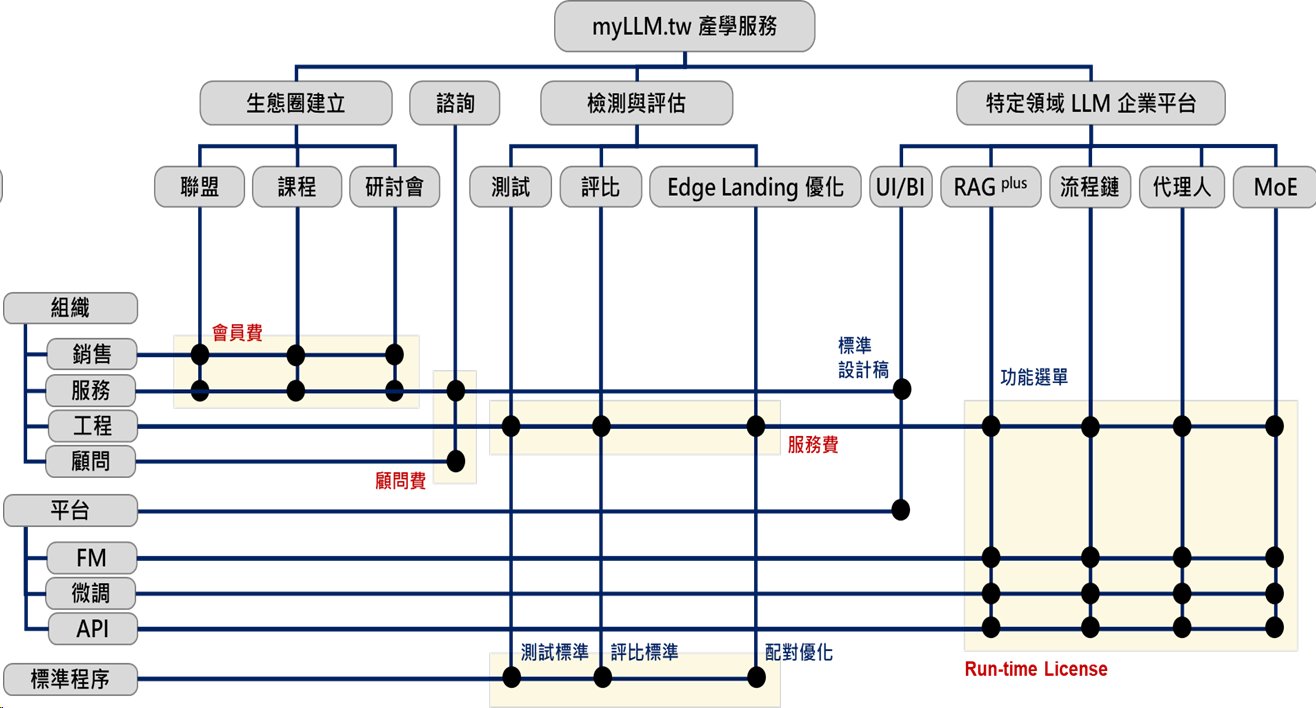 myLLM.tw 產學服務
生態圈建立
諮詢
檢測與評估
特定領域 LLM 企業平台
聯盟
課程
研討會
測試
評比
Edge Landing 優化
UI/BI
RAG plus
流程鏈
代理人
MoE
組織
會員費
銷售
標準
設計稿
功能選單
服務
工程
服務費
顧問
顧問費
平台
FM
微調
API
測試標準
評比標準
配對優化
Run-time License
標準程序